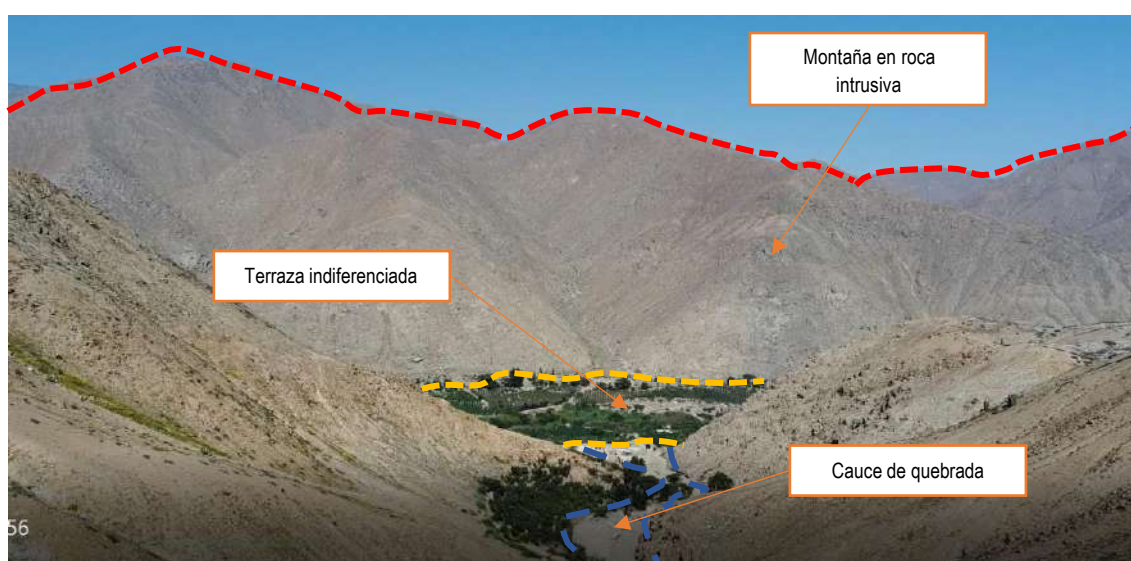 Montaña en roca
intrusiva
Terraza indiferenciada
Cauce de quebrada
56